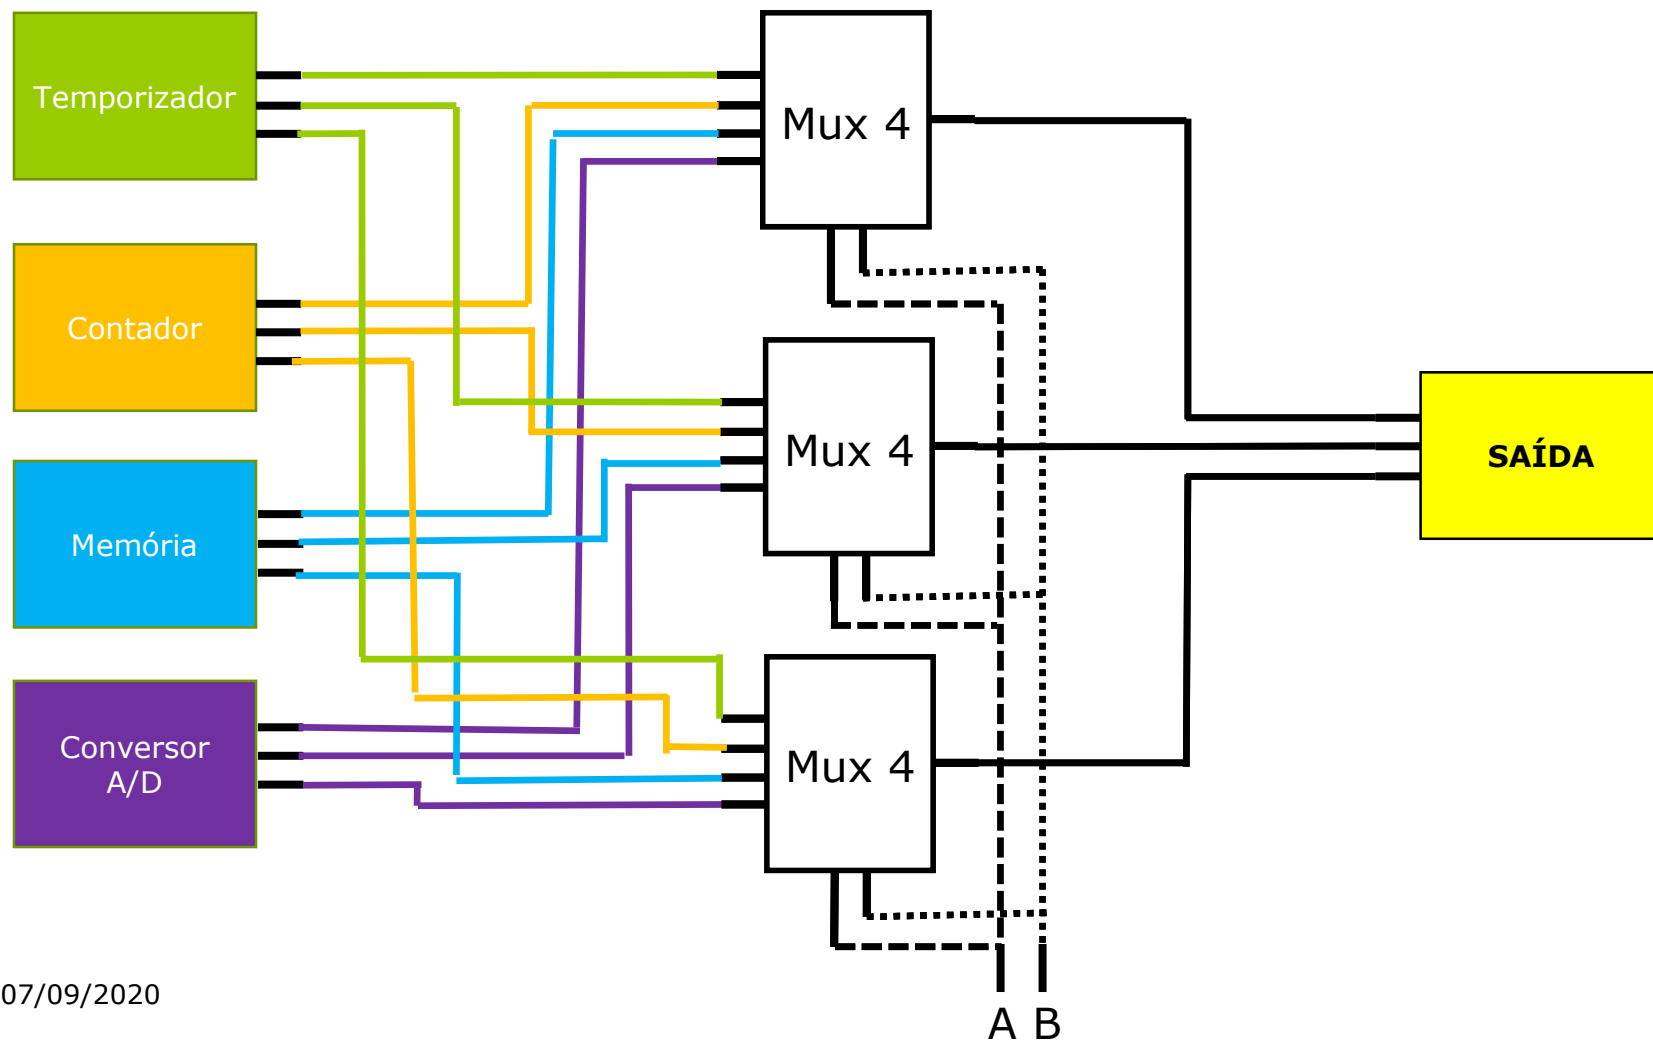 Temporizador
Mux 4
Contador
Mux 4
SAÍDA
Memória
Conversor
A/D
Mux 4
07/09/2020
A B